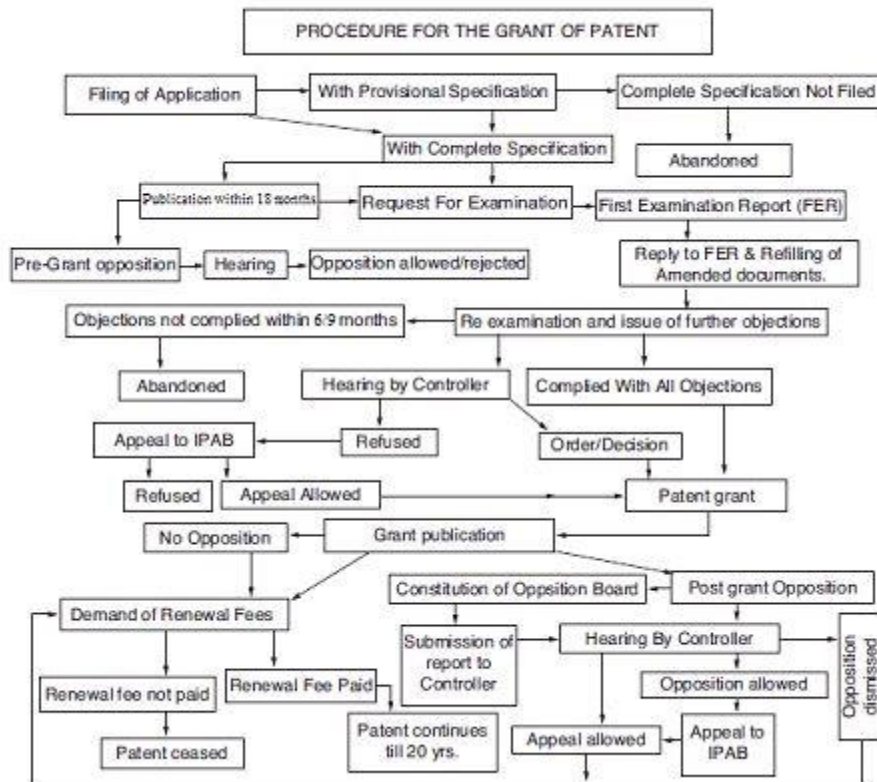 PROCEDURE FOR THE GRANT OF PATENT
Filing of Application
With Provisional Specification
Complete Specification Not Filed
With Complete Specification
Abandoned
Publication within 18 months
Request For Examination
First Examination Report (FER)
Pre-Grant opposition
Hearing
Opposition allowed/rejected
Reply to FER & Refilling of
Amended documents.
Objections not complied within 6/9 months
Re examination and issue of further objections
Abandoned
Hearing by Controller
Complied With All Objections
Appeal to IPAB
Refused
Order/Decision
Refused
Appeal Allowed
Patent grant
No Opposition
Grant publication
Constitution of Oppsition Board
Post grant Opposition
Demand of Renewal Fees
Submission of
report to
Controller
Hearing By Controller
Opposition
dismissed
Renewal fee not paid
Renewal Fee Paid
Opposition allowed
Patent ceased
Patent continues
till 20 yrs.
Appeal allowed
Appeal to
IPAB